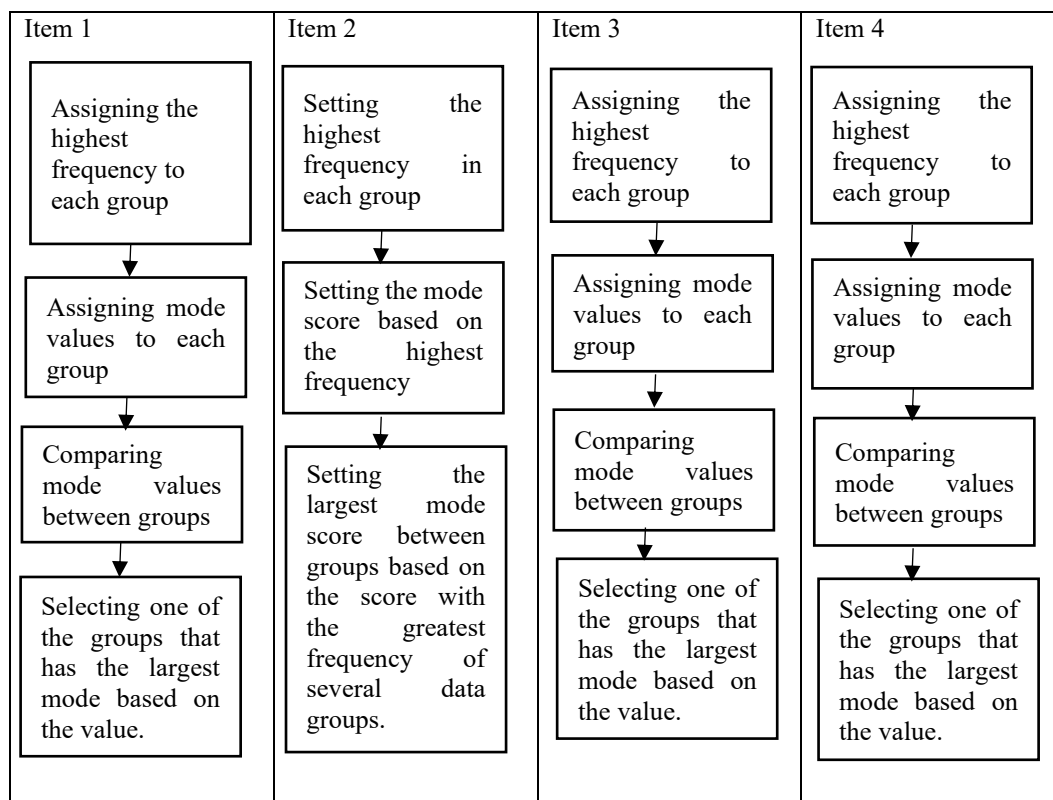 Item 1
Assigning the
highest
frequency to
each group
Assigning mode
values to each
group
Comparing
mode values
between groups
Selecting one of
the groups that
has the largest
mode based on
the value.
Item 2
Setting the
highest
frequency in
each group
Setting the mode
score based on
the highest
frequency
Setting the
largest mode
score between
groups based on
the score with
the greatest
frequency of
several data
groups.
Item 3
Assigning the
highest
frequency to
each group
Assigning mode
values to each
group
Comparing
mode values
between groups
Selecting one of
the groups that
has the largest
mode based on
the value.
Item 4
Assigning the
highest
frequency to
each group
Assigning mode
values to each
group
Comparing
mode values
between groups
Selecting one of
the groups that
has the largest
mode based on
the value.